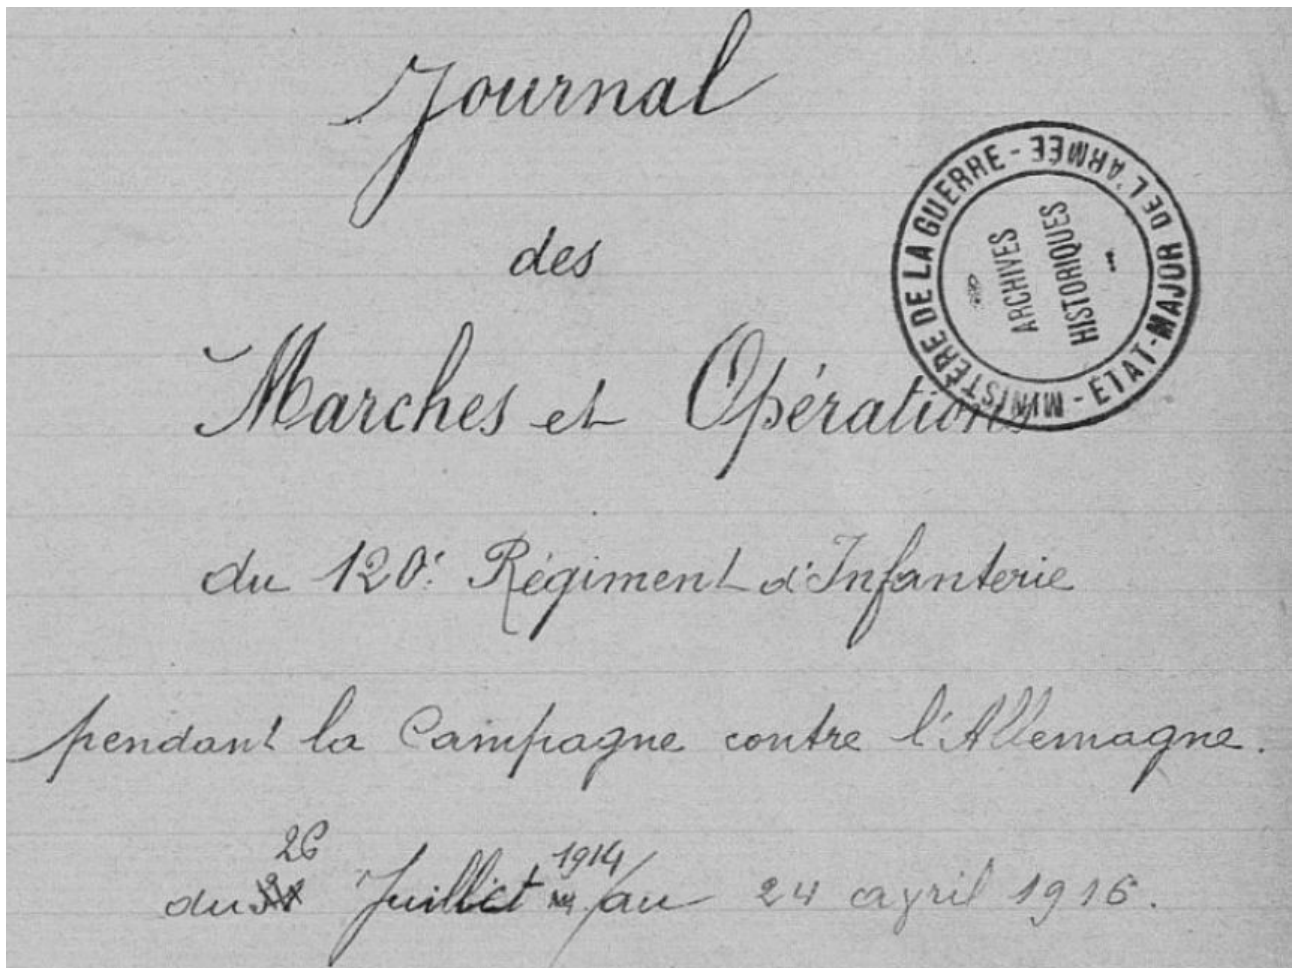 Journal
des
Marches et Opérations
du 120e Régiment d'Infanterie
pendant la Campagne contre l'Allemagne.
du 26 Juillet 1914 / au 24 avril 1916.
MINISTÈRE DE LA GUERRE - ÉTAT-MAJOR DE L'ARMÉE -
ARCHIVES
HISTORIQUES